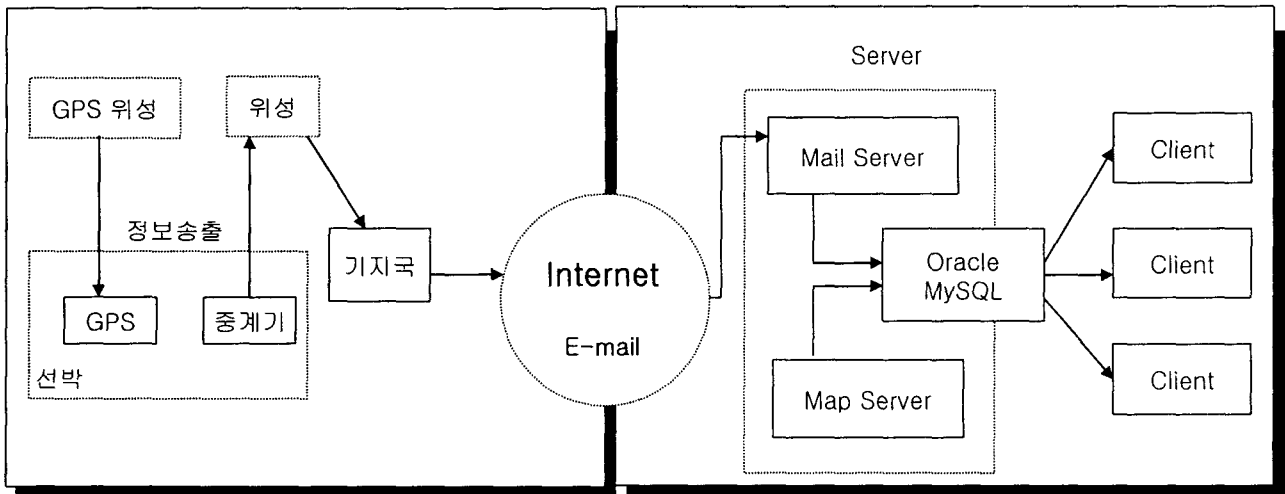 GPS 위성
위성
정보송출
GPS
중계기
선박
기지국
Internet
E-mail
Server
Mail Server
Oracle
MySQL
Map Server
Client
Client
Client